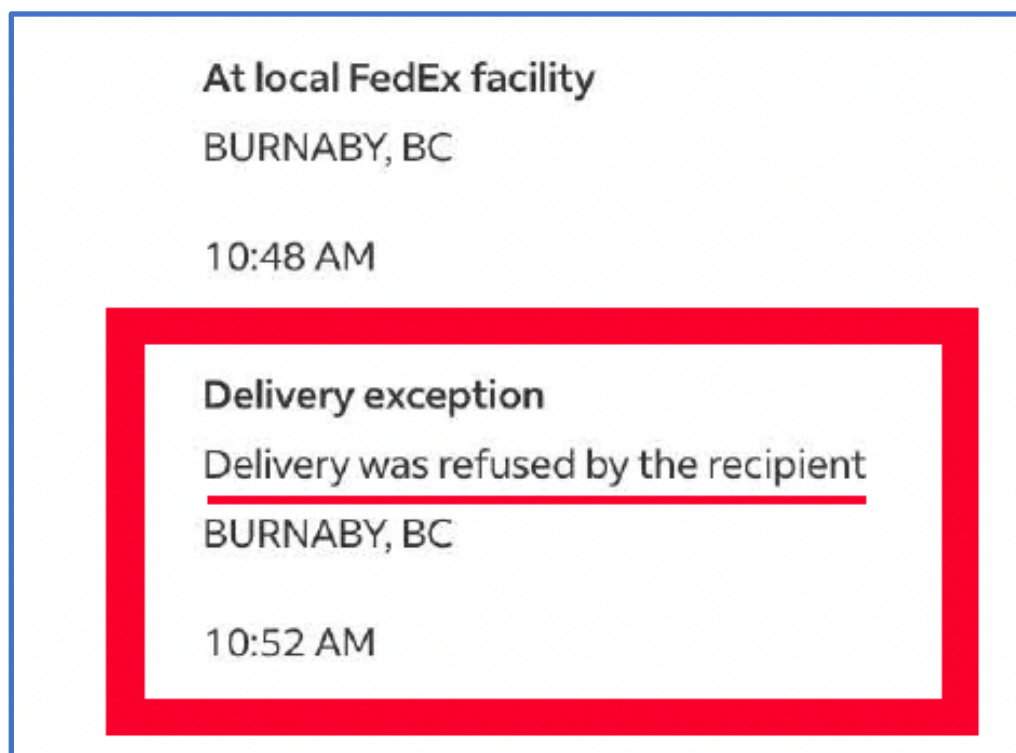 At local FedEx facility
BURNABY, BC
10:48 AM
Delivery exception
Delivery was refused by the recipient
BURNABY, BC
10:52 AM